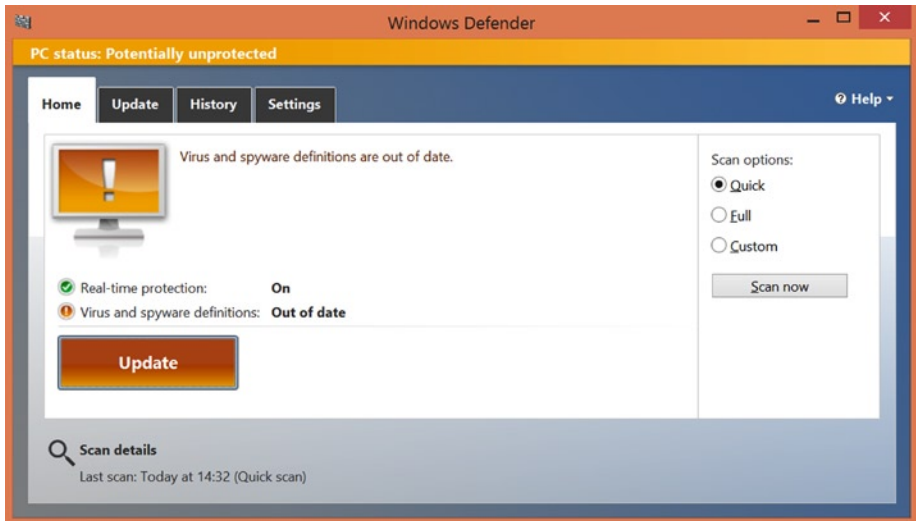 Windows Defender
PC status: Potentially unprotected
Home Update History Settings Help
Virus and spyware definitions are out of date.
Scan options:
Quick
Full
Custom
Scan now
Real-time protection: On
Virus and spyware definitions: Out of date
Update
Scan details
Last scan: Today at 14:32 (Quick scan)